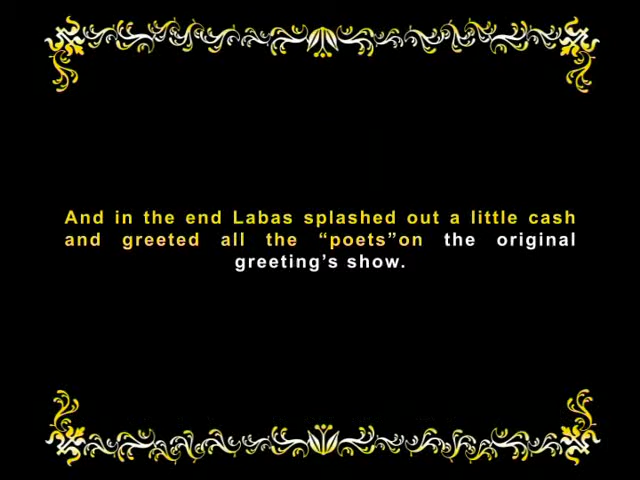 And in the end Labas splashed out a little cash
and greeted all the “poets”on the original
greeting’s show.